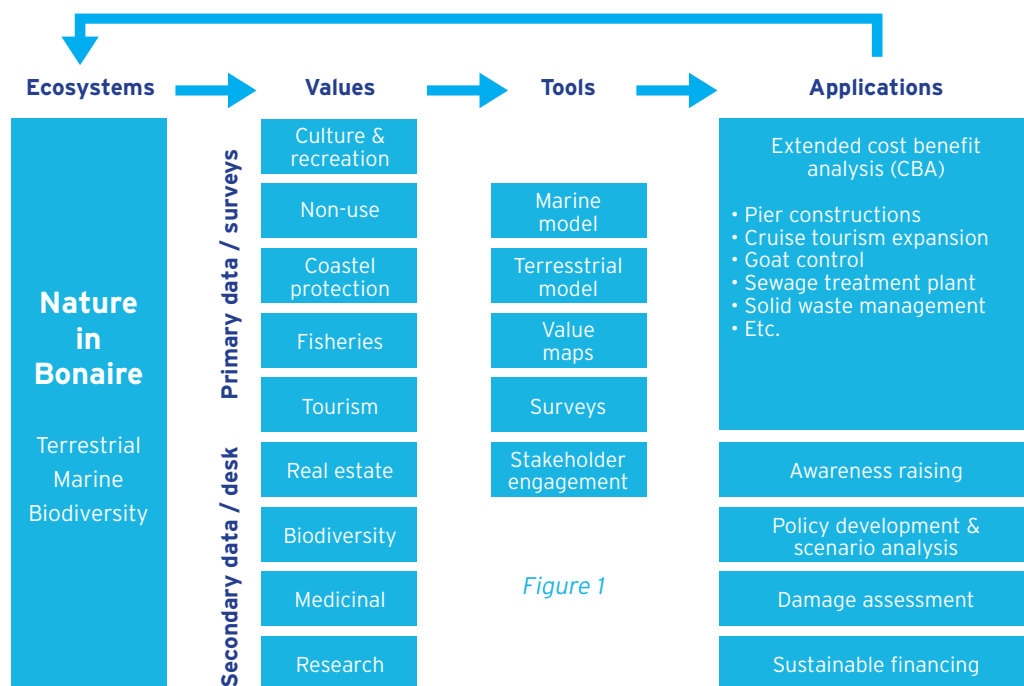 Ecosystems
Values
Tools
Applications
Nature
in
Bonaire
Terrestrial
Marine
Biodiversity
Primary data / surveys
Secondary data / desk
Culture &
recreation
Non-use
Coastel
protection
Fisheries
Tourism
Real estate
Biodiversity
Medicinal
Research
Marine
model
Terresstrial
model
Value
maps
Surveys
Stakeholder
engagement
Figure 1
Extended cost benefit
analysis (CBA)
• Pier constructions
• Cruise tourism expansion
• Goat control
• Sewage treatment plant
• Solid waste management
• Etc.
Awareness raising
Policy development &
scenario analysis
Damage assessment
Sustainable financing